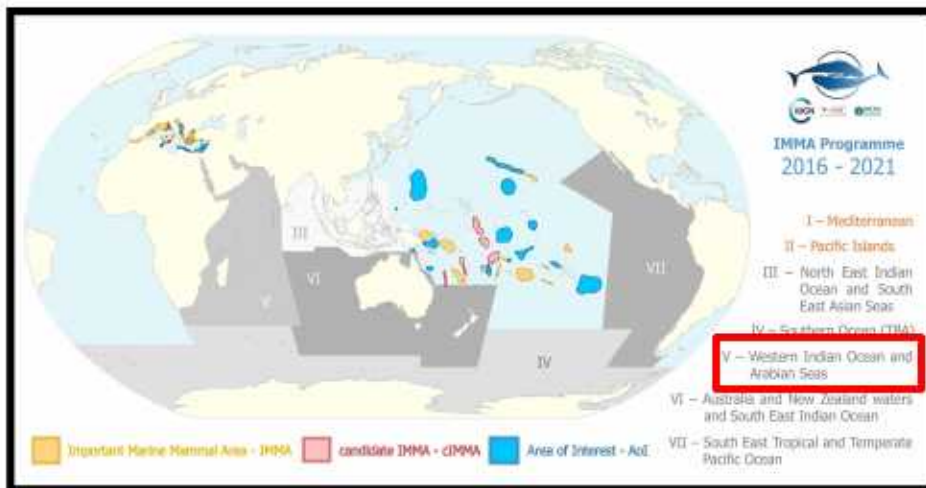 IMMA Programme
2016 - 2021
I – Mediterranean
II – Pacific Islands
III – North East Indian
Ocean and South
East Asian Seas
IV – Southern Ocean (TBA)
V – Western Indian Ocean and
Arabian Seas
VI – Australia and New Zealand waters
and South East Indian Ocean
VII – South East Tropical and Temperate
Pacific Ocean
III
V
VI
VII
IV
Important Marine Mammal Area - IMMA
candidate IMMA - cIMMA
Area of Interest - AoI